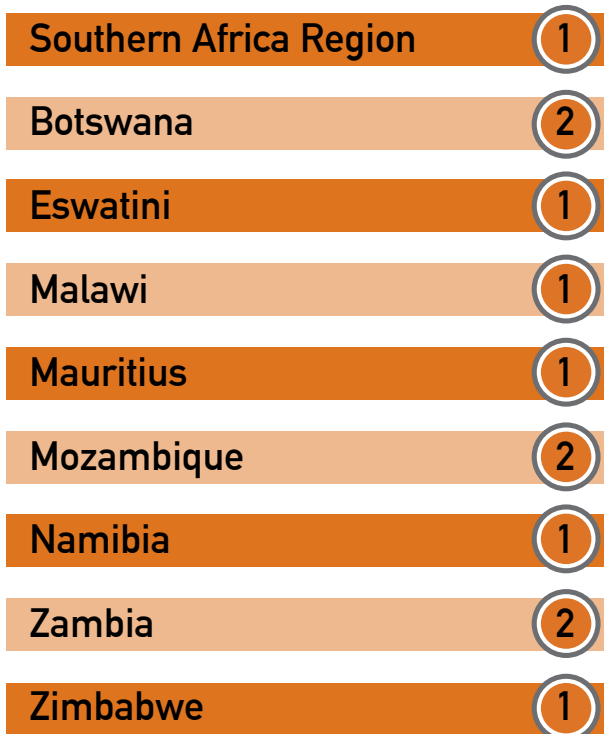 Southern Africa Region 1
Botswana 2
Eswatini 1
Malawi 1
Mauritius 1
Mozambique 2
Namibia 1
Zambia 2
Zimbabwe 1